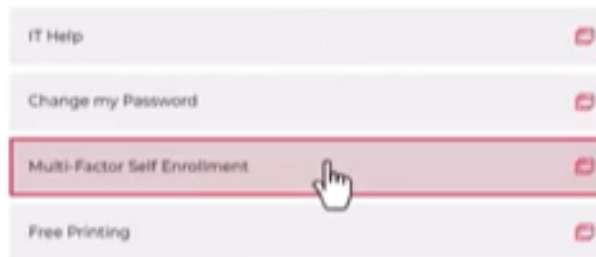 IT Help
Change my Password
Multi-Factor Self Enrollment
Free Printing